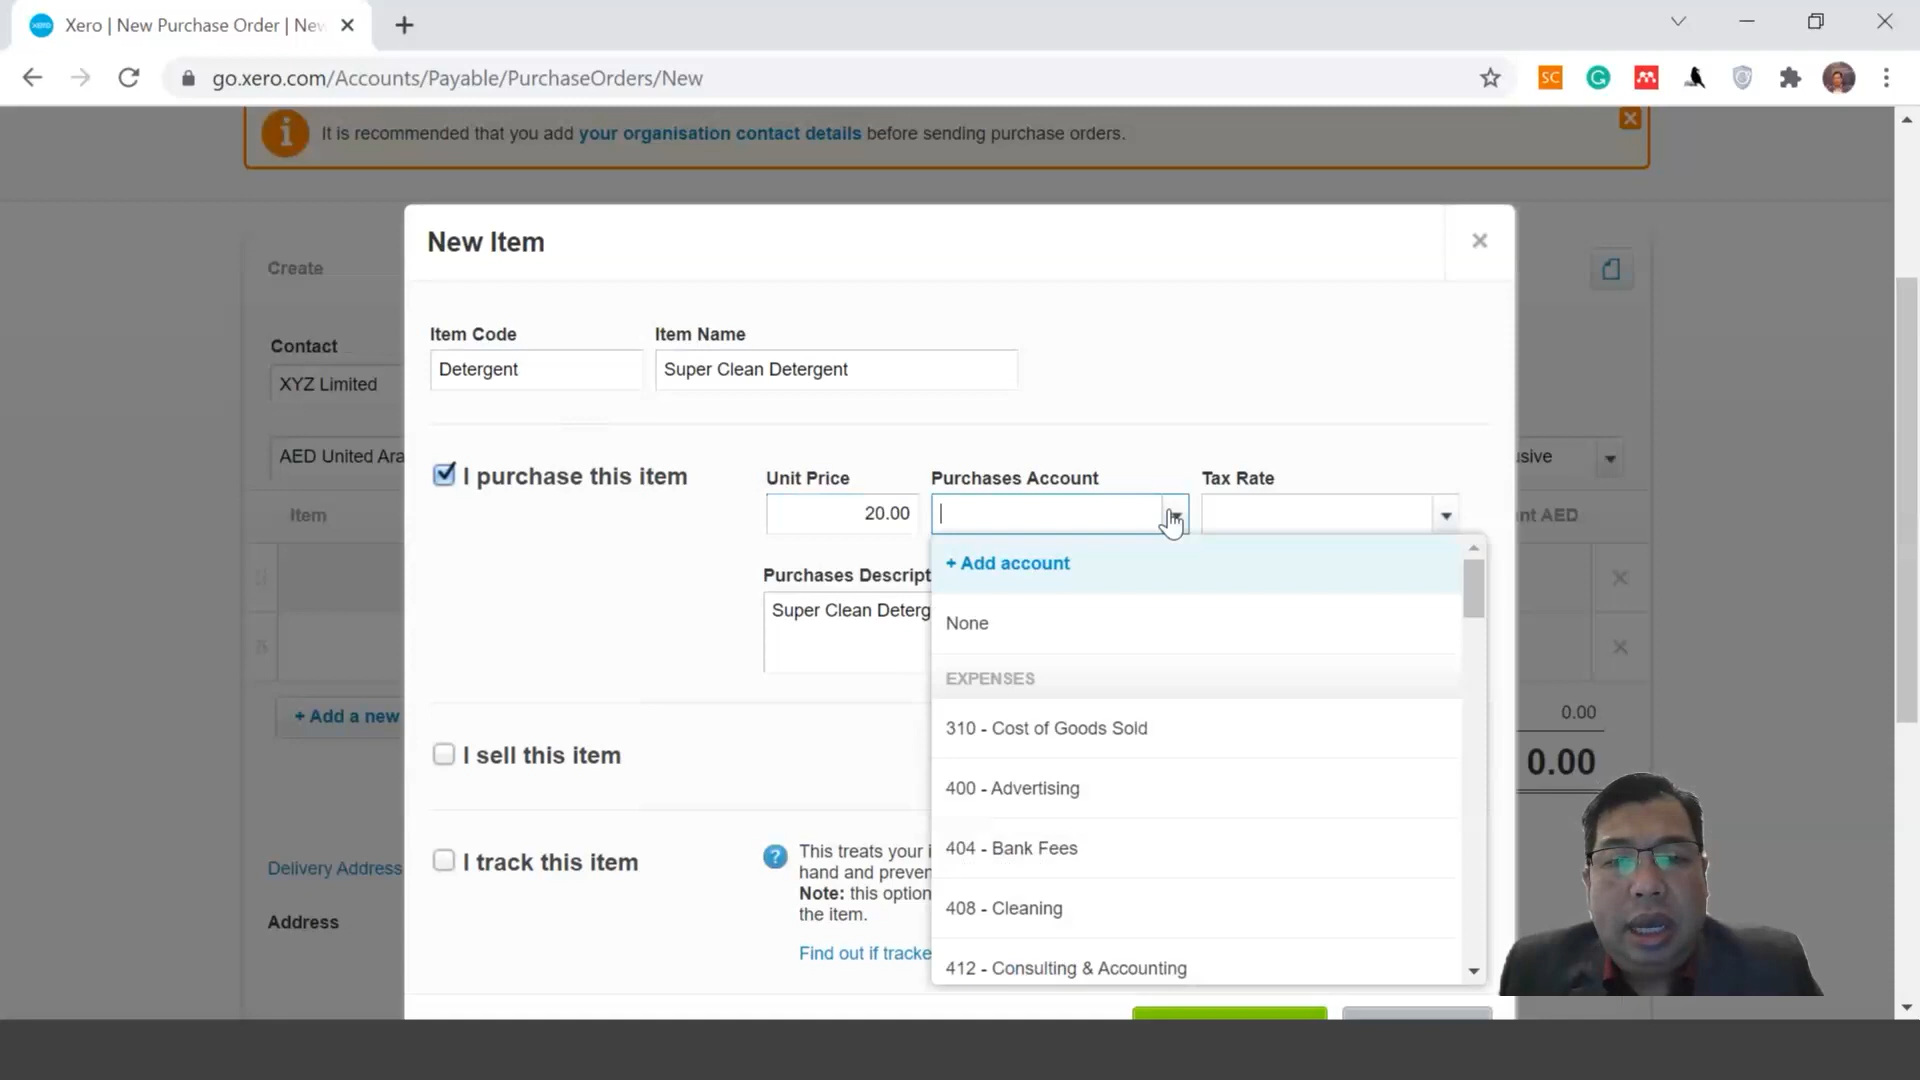 Xero | New Purchase Order | Nev
go.xero.com/Accounts/Payable/PurchaseOrders/New
SC
It is recommended that you add your organisation contact details before sending purchase orders.
New Item
Create
Item Code
Item Name
Contact
Detergent
Super Clean Detergent
XYZ Limited
AED United Ara
sive
I purchase this item
Unit Price
Purchases Account
Tax Rate
20.00
Item
nt AED
+ Add account
Purchases Descript
Super Clean Deterg
None
EXPENSES
+ Add a new
0.00
310 - Cost of Goods Sold
I sell this item
0.00
400 - Advertising
404 - Bank Fees
I track this item
This treats your i
hand and preven
Note: this option
the item.
Delivery Address
408 - Cleaning
Address
Find out if tracke
412 - Consulting & Accounting